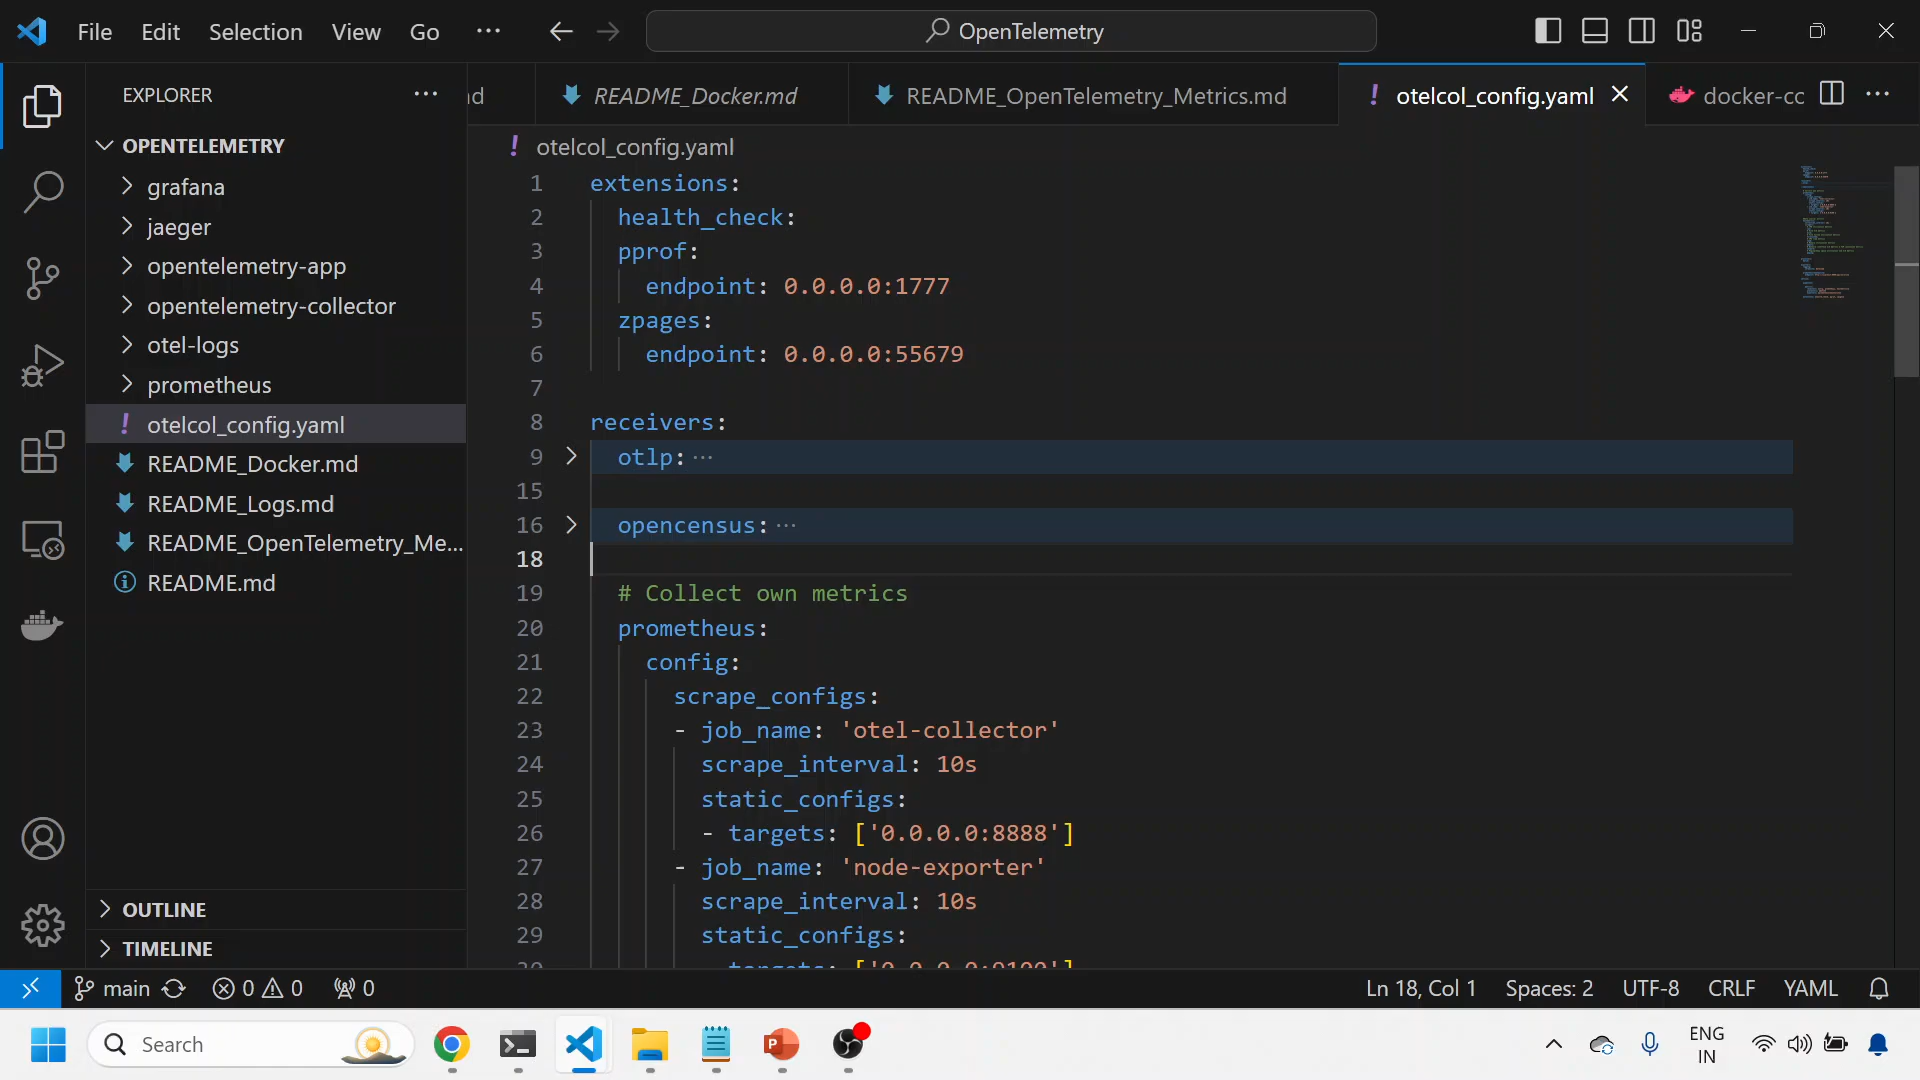 File Edit Selection View Go ··· OpenTelemetry
EXPLORER ···
OPENTELEMETRY
grafana
jaeger
opentelemetry-app
opentelemetry-collector
otel-logs
prometheus
otelcol_config.yaml
README_Docker.md
README_Logs.md
README_OpenTelemetry_Me...
README.md
OUTLINE
TIMELINE
README_Docker.md README_OpenTelemetry_Metrics.md otelcol_config.yaml docker-cc ···
otelcol_config.yaml
1 extensions:
2 health_check:
3 pprof:
4 endpoint: 0.0.0.0:1777
5 zpages:
6 endpoint: 0.0.0.0:55679
7
8 receivers:
9 otlp: ···
15
16 opencensus: ···
18
19 # Collect own metrics
20 prometheus:
21 config:
22 scrape_configs:
23 - job_name: 'otel-collector'
24 scrape_interval: 10s
25 static_configs:
26 - targets: ['0.0.0.0:8888']
27 - job_name: 'node-exporter'
28 scrape_interval: 10s
29 static_configs:
main 0 0 0 Ln 18, Col 1 Spaces: 2 UTF-8 CRLF YAML
Search ENG
IN